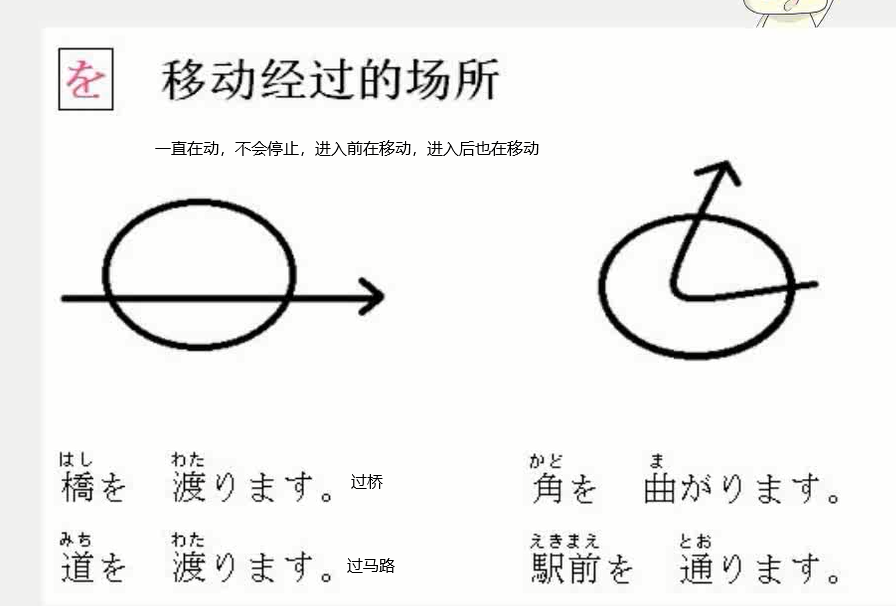 を 移动经过的场所
一直在动，不会停止，进入前在移动，进入后也在移动
はし わた
橋を 渡ります。过桥
かど ま
角を 曲がります。
みち わた
道を 渡ります。过马路
えきまえ とお
駅前を 通ります。